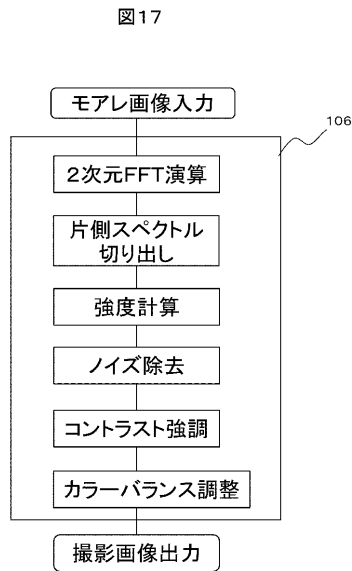 図17
モアレ画像入力
106
２次元ＦＦＴ演算
片側スペクトル
切り出し
強度計算
ノイズ除去
コントラスト強調
カラーバランス調整
撮影画像出力